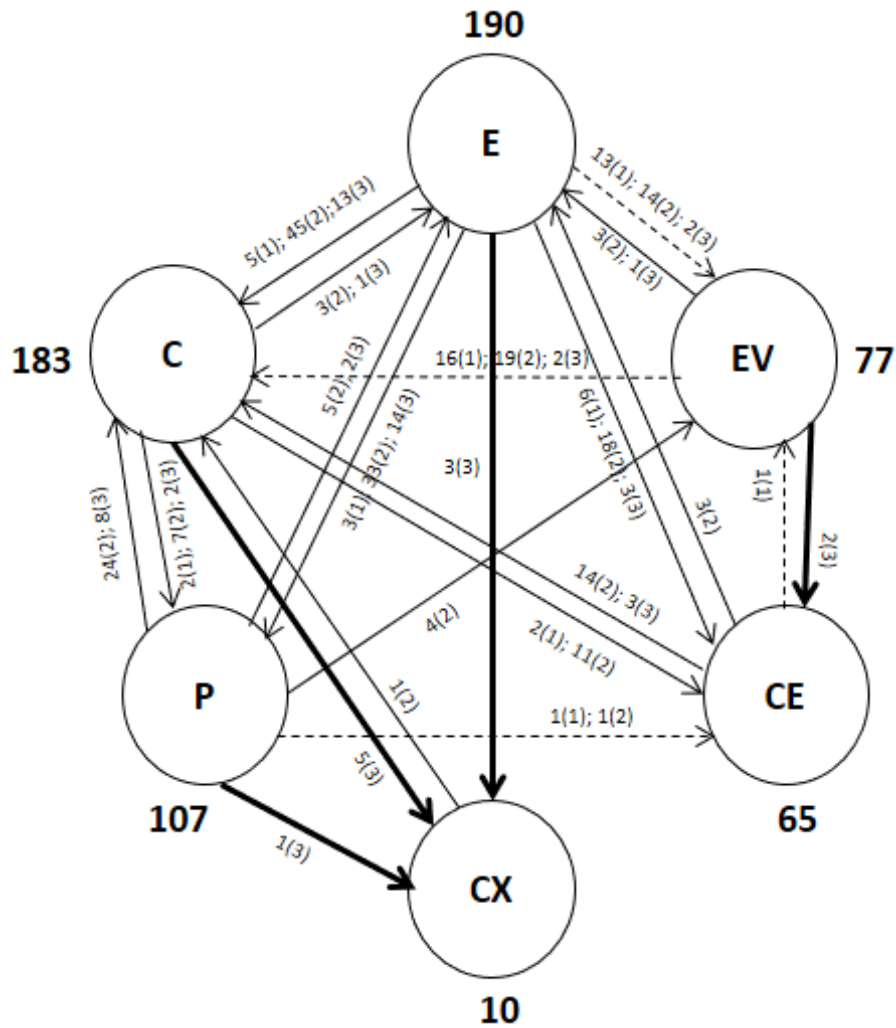 190
E
13(1); 14(2); 2(3)
5(1); 45(2);13(3)
3(2); 1(3)
3(2); 1(3)
C
183
EV
77
16(1); 19(2); 2(3)
5(2); 2(3)
3(1); 33(2); 14(3)
3(3)
6(1); 18(2); 3(3)
3(2)
1(1)
2(3)
24(2); 8(3)
2(1); 7(2); 2(3)
14(2); 3(3)
2(1); 11(2)
4(2)
P
107
1(1); 1(2)
CE
65
1(2)
5(3)
1(3)
CX
10